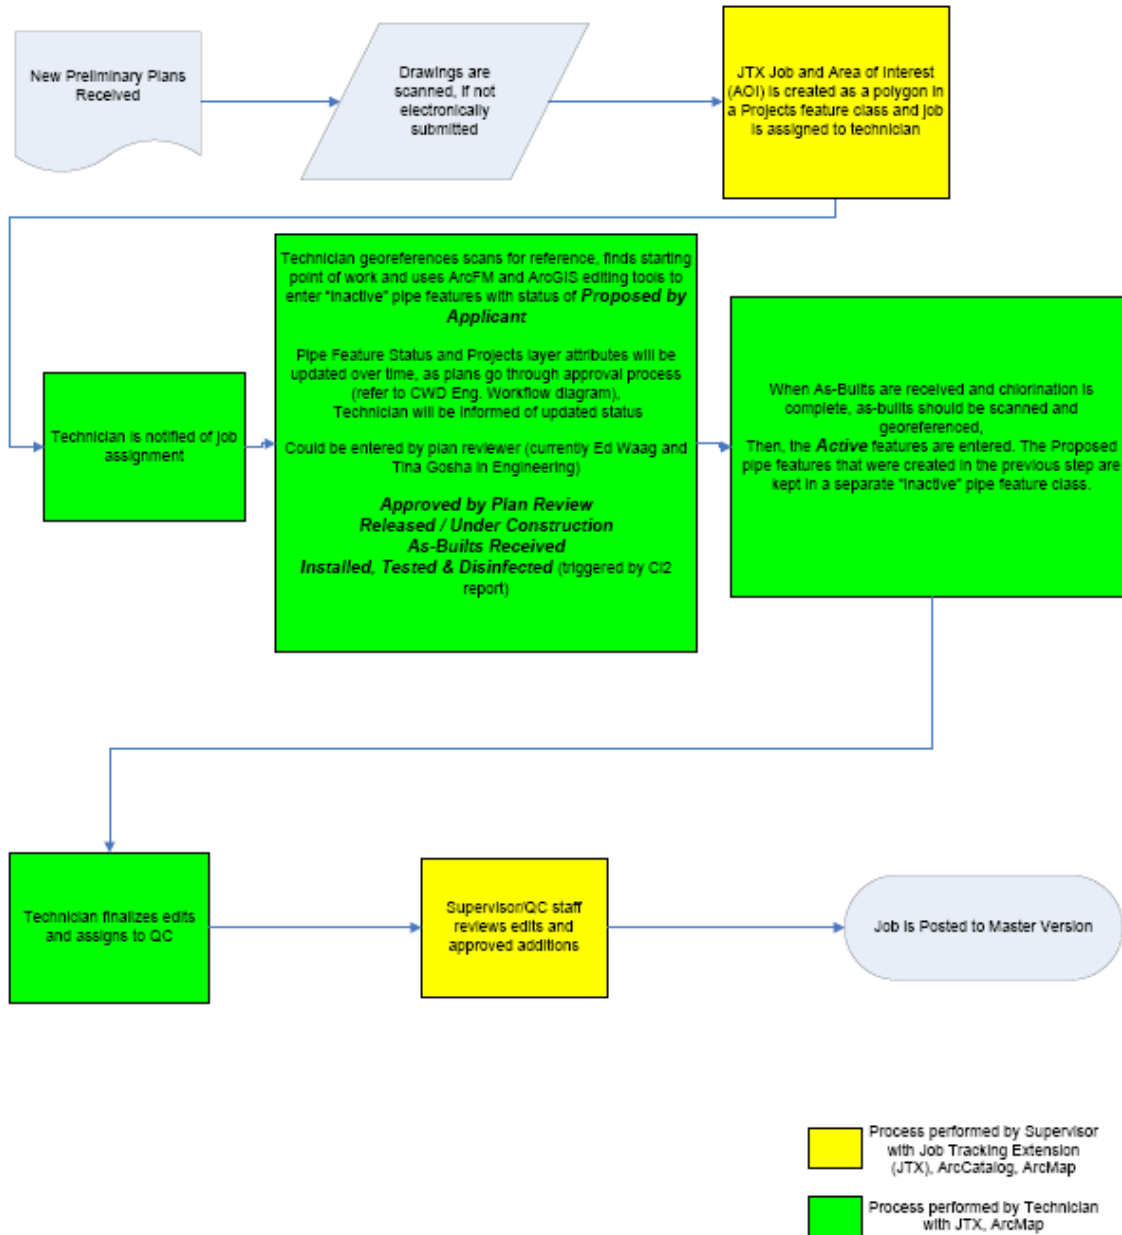 New Preliminary Plans
Received
Drawings are
scanned, if not
electronically
submitted
JTX Job and Area of Interest
(AOI) is created as a polygon in
a Projects feature class and job
is assigned to technician
Technician is notified of job
assignment
Technician georeferences scans for reference, finds starting
point of work and uses ArcFM and ArcGIS editing tools to
enter "inactive" pipe features with status of Proposed by
Applicant
Pipe Feature Status and Projects layer attributes will be
updated over time, as plans go through approval process
(refer to CWD Eng. Workflow diagram),
Technician will be informed of updated status
Could be entered by plan reviewer (currently Ed Waag and
Tina Gosha in Engineering)
Approved by Plan Review
Released / Under Construction
As-Builts Received
Installed, Tested & Disinfected (triggered by Cl2
report)
When As-Builts are received and chlorination is
complete, as-builts should be scanned and
georeferenced,
Then, the Active features are entered. The Proposed
pipe features that were created in the previous step are
kept in a separate "inactive" pipe feature class.
Technician finalizes edits
and assigns to QC
Supervisor/QC staff
reviews edits and
approved additions
Job is Posted to Master Version
Process performed by Supervisor
with Job Tracking Extension
(JTX), ArcCatalog, ArcMap
Process performed by Technician
with JTX, ArcMap